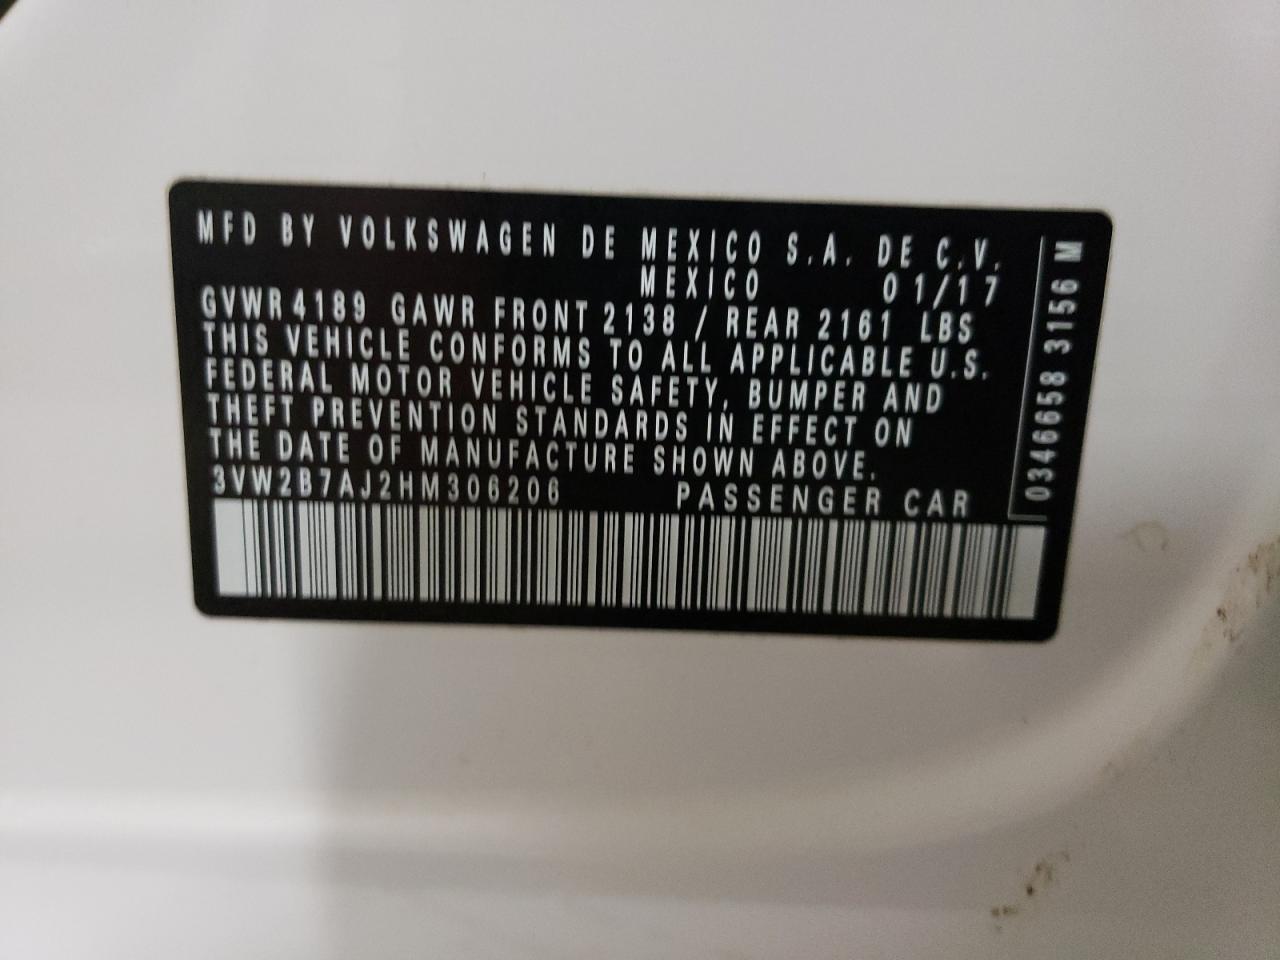 MFD BY VOLKSWAGEN DE MEXICO S.A. DE C.V.
MEXICO 01/17
GVWR 4189 GAWR FRONT 2138 / REAR 2161 LBS
THIS VEHICLE CONFORMS TO ALL APPLICABLE U.S.
FEDERAL MOTOR VEHICLE SAFETY, BUMPER AND
THEFT PREVENTION STANDARDS IN EFFECT ON
THE DATE OF MANUFACTURE SHOWN ABOVE.
3VW2B7AJ2HM306206 PASSENGER CAR
0346658 3156 M